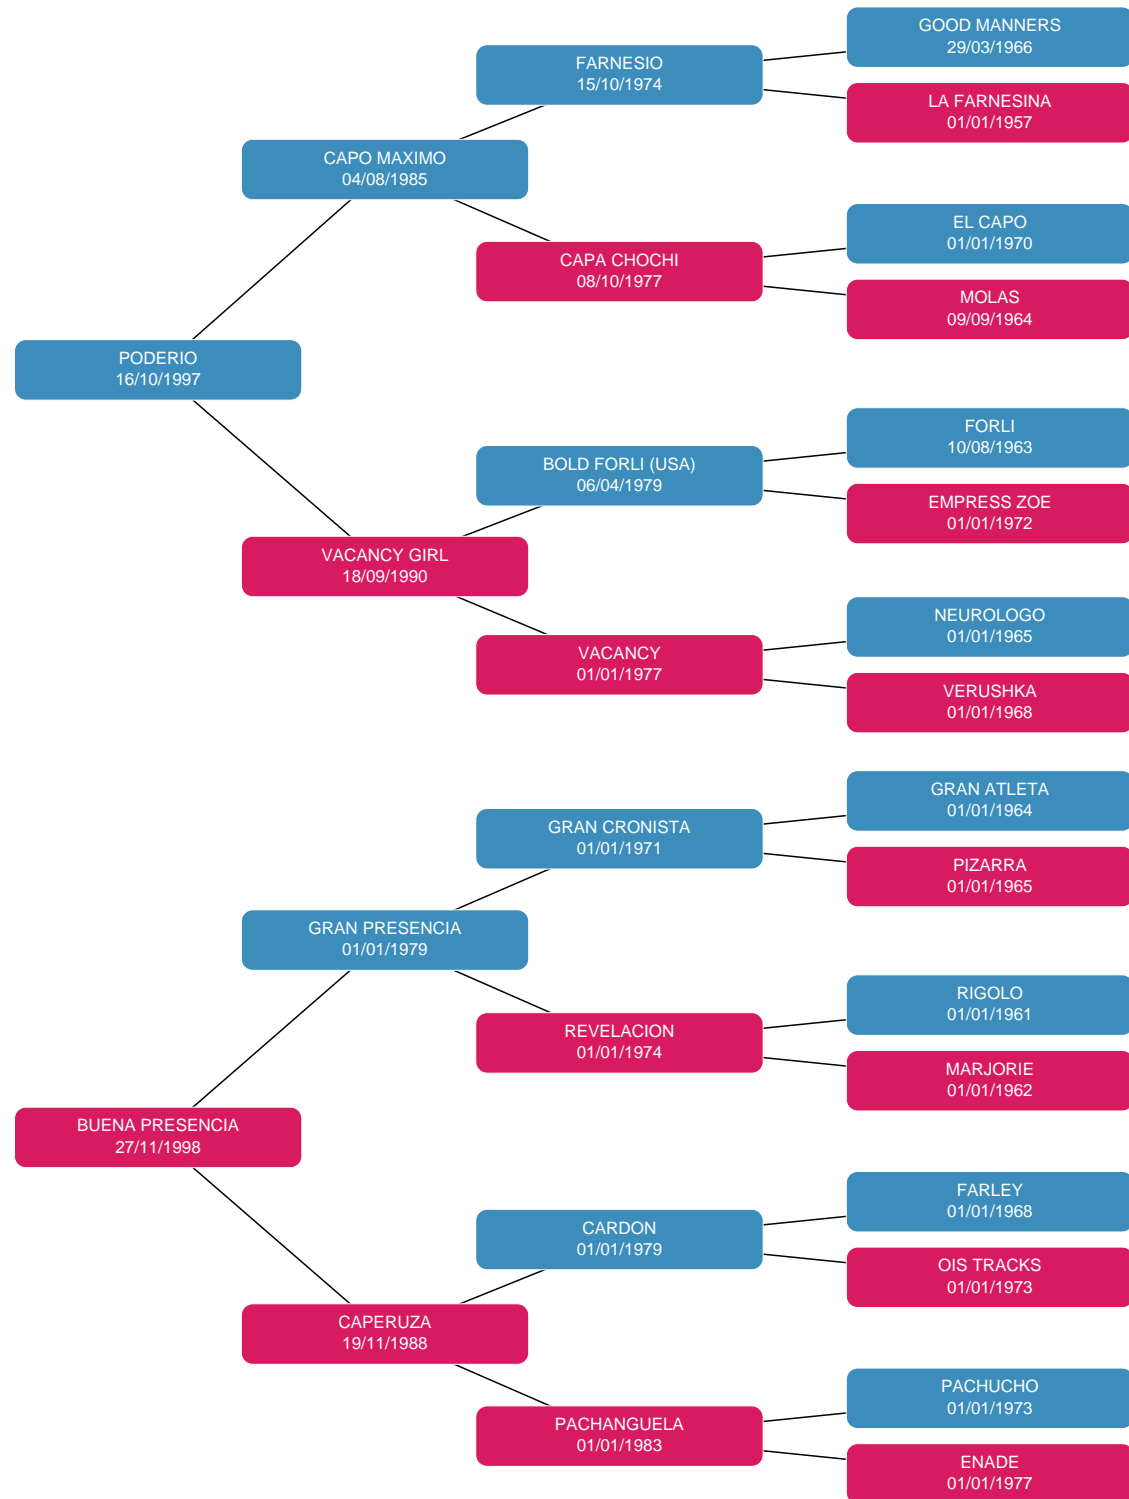 GOOD MANNERS
29/03/1966
FARNESIO
15/10/1974
LA FARNESINA
01/01/1957
CAPO MAXIMO
04/08/1985
EL CAPO
01/01/1970
CAPA CHOCHI
08/10/1977
MOLAS
09/09/1964
PODERIO
16/10/1997
FORLI
10/08/1963
BOLD FORLI (USA)
06/04/1979
EMPRESS ZOE
01/01/1972
VACANCY GIRL
18/09/1990
NEUROLOGO
01/01/1965
VACANCY
01/01/1977
VERUSHKA
01/01/1968
GRAN ATLETA
01/01/1964
GRAN CRONISTA
01/01/1971
PIZARRA
01/01/1965
GRAN PRESENCIA
01/01/1979
RIGOLO
01/01/1961
REVELACION
01/01/1974
MARJORIE
01/01/1962
BUENA PRESENCIA
27/11/1998
FARLEY
01/01/1968
CARDON
01/01/1979
OIS TRACKS
01/01/1973
CAPERUZA
19/11/1988
PACHUCHO
01/01/1973
PACHANGUELA
01/01/1983
ENADE
01/01/1977